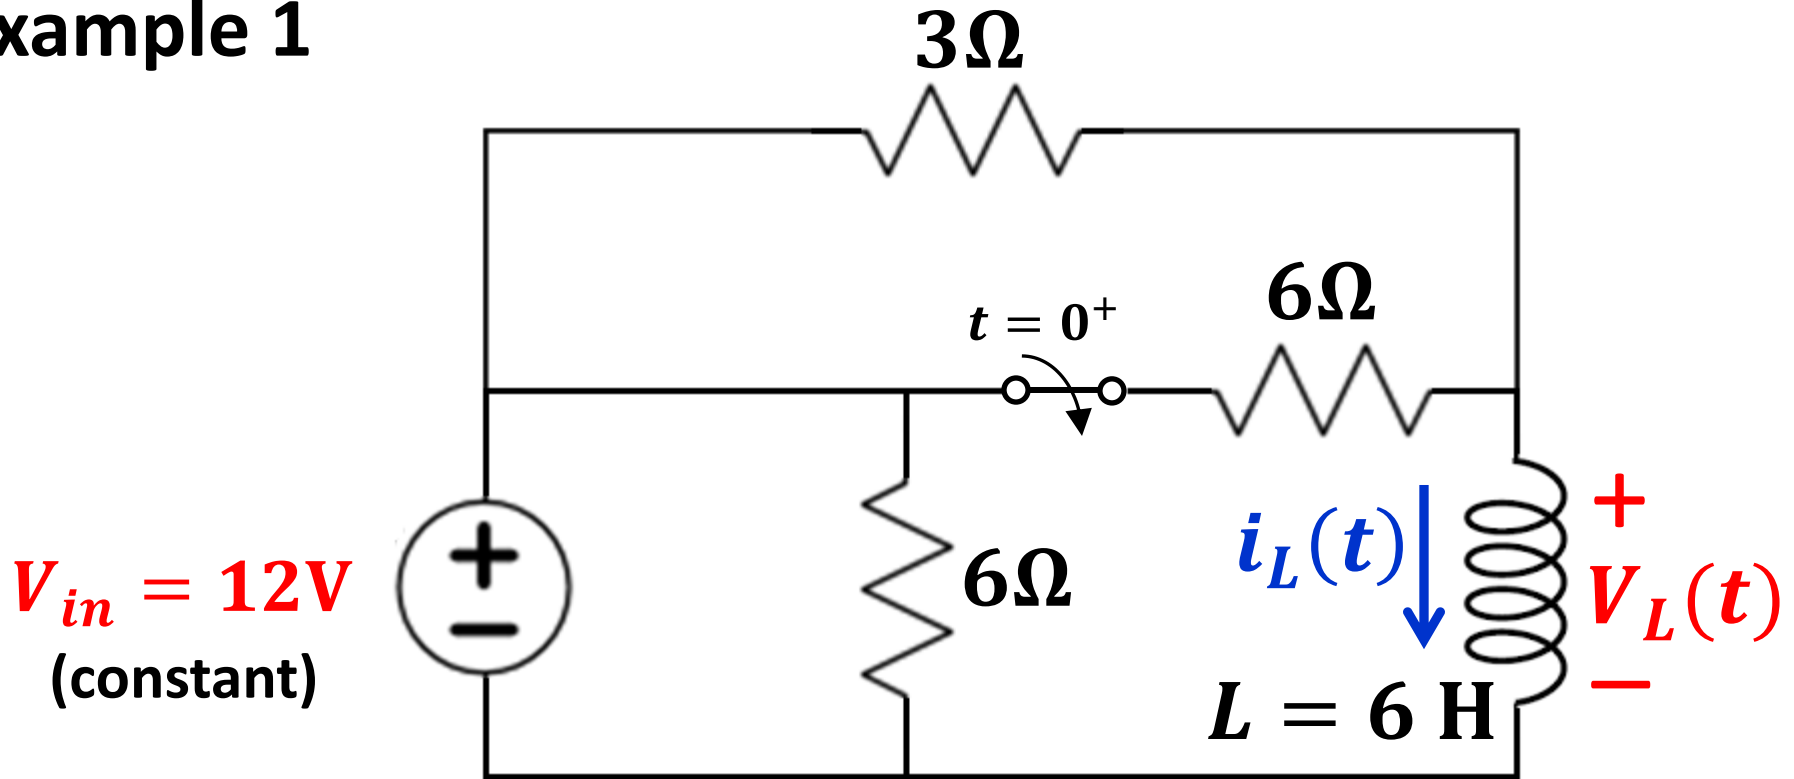 xample 1
3Ω
6Ω
t = 0⁺
6Ω
V_in = 12V
(constant)
i_L(t)
+
V_L(t)
−
L = 6 H